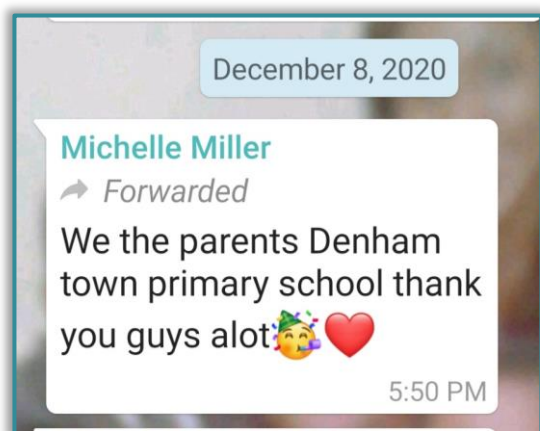 December 8, 2020
Michelle Miller
Forwarded
We the parents Denham
town primary school thank
you guys alot🥳❤️
5:50 PM